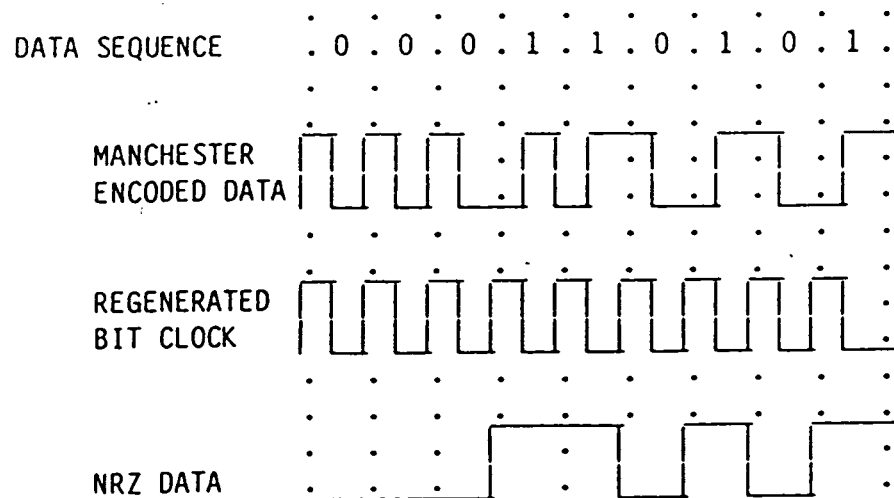 DATA SEQUENCE . 0 . 0 . 0 . 1 . 1 . 0 . 1 . 0 . 1 .
MANCHESTER
ENCODED DATA
REGENERATED
BIT CLOCK
NRZ DATA